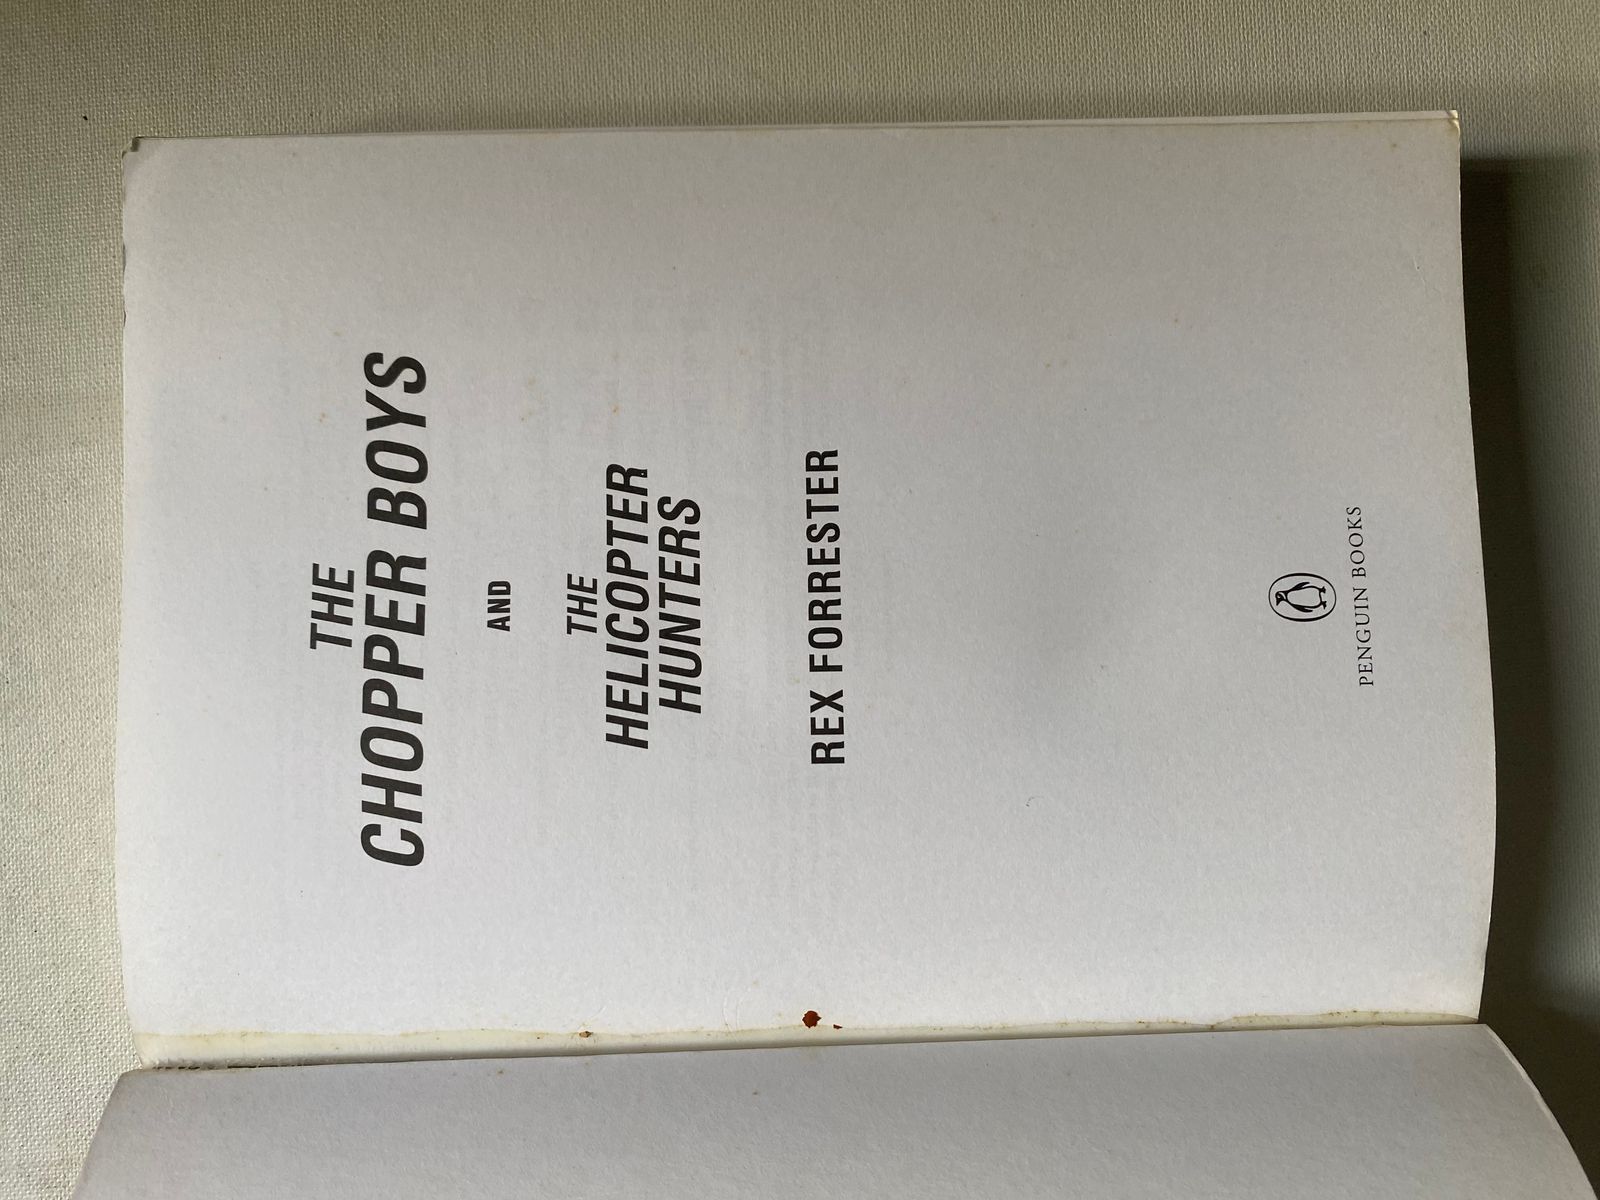 THE
CHOPPER BOYS
AND
THE
HELICOPTER
HUNTERS
REX FORRESTER
PENGUIN BOOKS